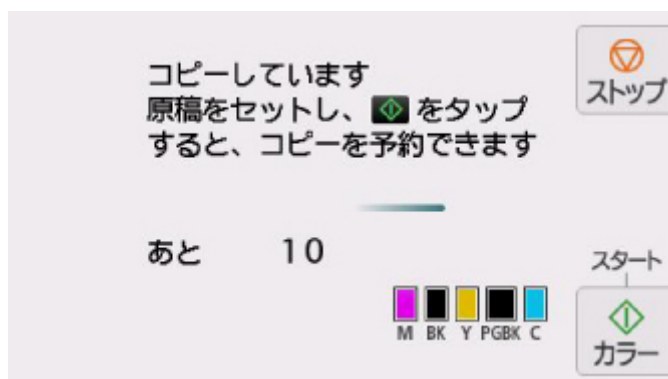 コピーしています
原稿をセットし、をタップ
すると、コピーを予約できます
ストップ
あと 10
スタート
M BK Y PGBK C
カラー